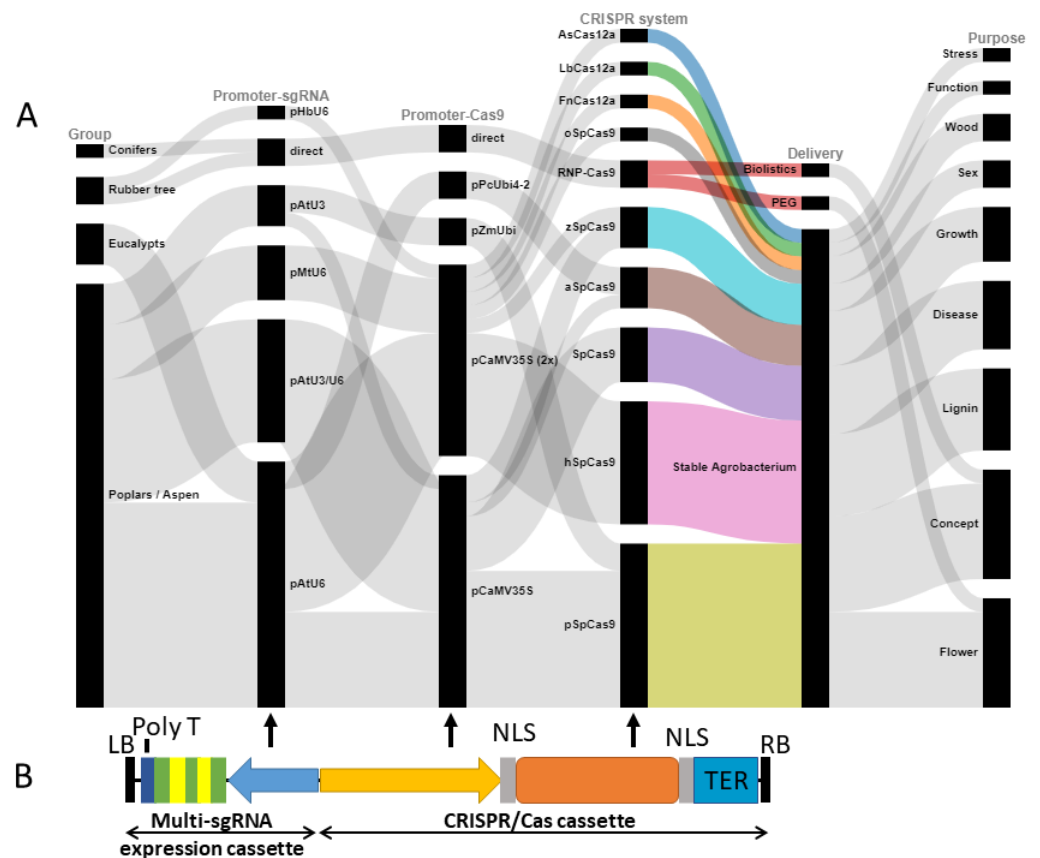 A
Group
Conifers
Rubber tree
Eucalypts
Poplars / Aspen
Promoter-sgRNA
pHbU6
direct
pAtU3
pMtU6
pAtU3/U6
pAtU6
Promoter-Cas9
direct
pPcUbi4-2
pZmUbi
pCaMV35S (2x)
pCaMV35S
CRISPR system
AsCas12a
LbCas12a
FnCas12a
oSpCas9
RNP-Cas9
zSpCas9
aSpCas9
SpCas9
hSpCas9
pSpCas9
Delivery
Biolistics
PEG
Stable Agrobacterium
Purpose
Stress
Function
Wood
Sex
Growth
Disease
Lignin
Concept
Flower
B
LB
Poly T
NLS
NLS
RB
TER
Multi-sgRNA
expression cassette
CRISPR/Cas cassette